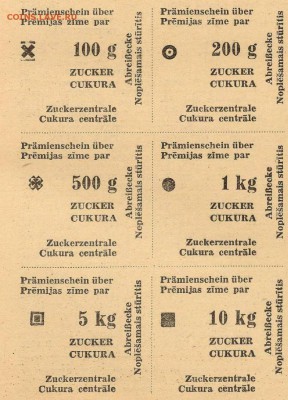 COINS.LAVE.RU
Prämienschein über
Prēmijas zīme par
100 g
ZUCKER
CUKURA
Zuckerzentrale
Cukura centrāle
Abreißecke
Noplēšamais stūrītis
Prämienschein über
Prēmijas zīme par
200 g
ZUCKER
CUKURA
Zuckerzentrale
Cukura centrāle
Abreißecke
Noplēšamais stūrītis
Prämienschein über
Prēmijas zīme par
500 g
ZUCKER
CUKURA
Zuckerzentrale
Cukura centrāle
Abreißecke
Noplēšamais stūrītis
Prämienschein über
Prēmijas zīme par
1 kg
ZUCKER
CUKURA
Zuckerzentrale
Cukura centrāle
Abreißecke
Noplēšamais stūrītis
Prämienschein über
Prēmijas zīme par
5 kg
ZUCKER
CUKURA
Zuckerzentrale
Cukura centrāle
Abreißecke
Noplēšamais stūrītis
Prämienschein über
Prēmijas zīme par
10 kg
ZUCKER
CUKURA
Zuckerzentrale
Cukura centrāle
Abreißecke
Noplēšamais stūrītis